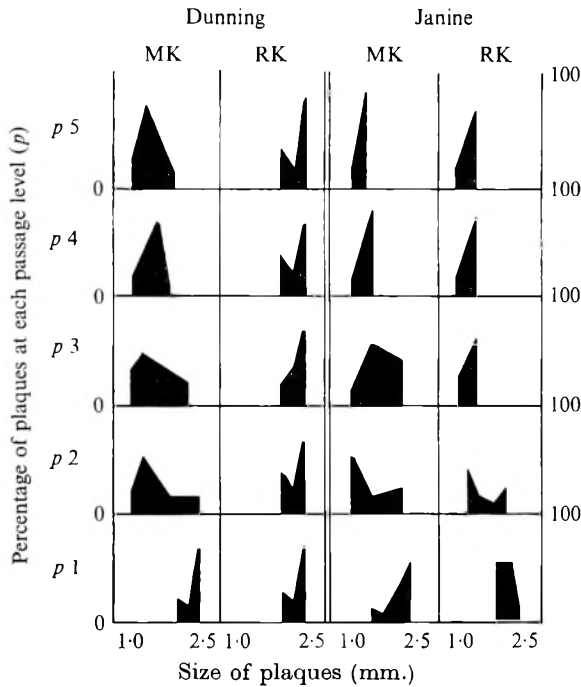 Dunning Janine
MK RK MK RK
Percentage of plaques at each passage level (p)
100
p 5
0 100
p 4
0 100
p 3
0 100
p 2
0 100
p 1
0
1·0 2·5 1·0 2·5 1·0 2·5 1·0 2·5
Size of plaques (mm.)